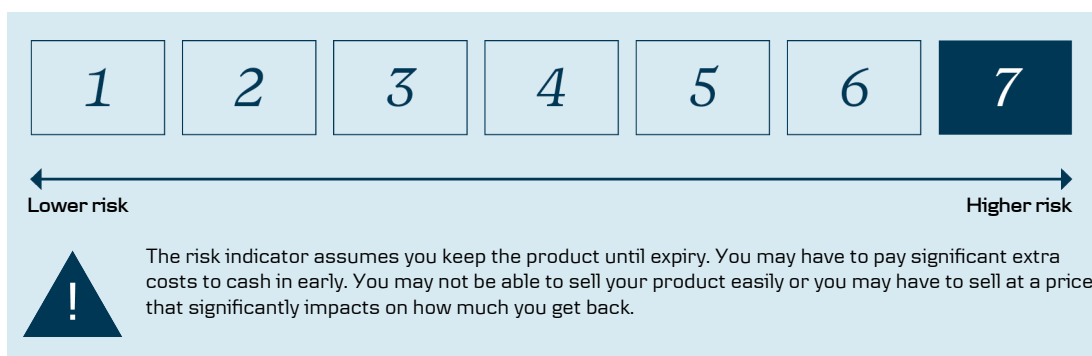 1 2 3 4 5 6 7
Lower risk Higher risk
!
The risk indicator assumes you keep the product until expiry. You may have to pay significant extra
costs to cash in early. You may not be able to sell your product easily or you may have to sell at a price
that significantly impacts on how much you get back.